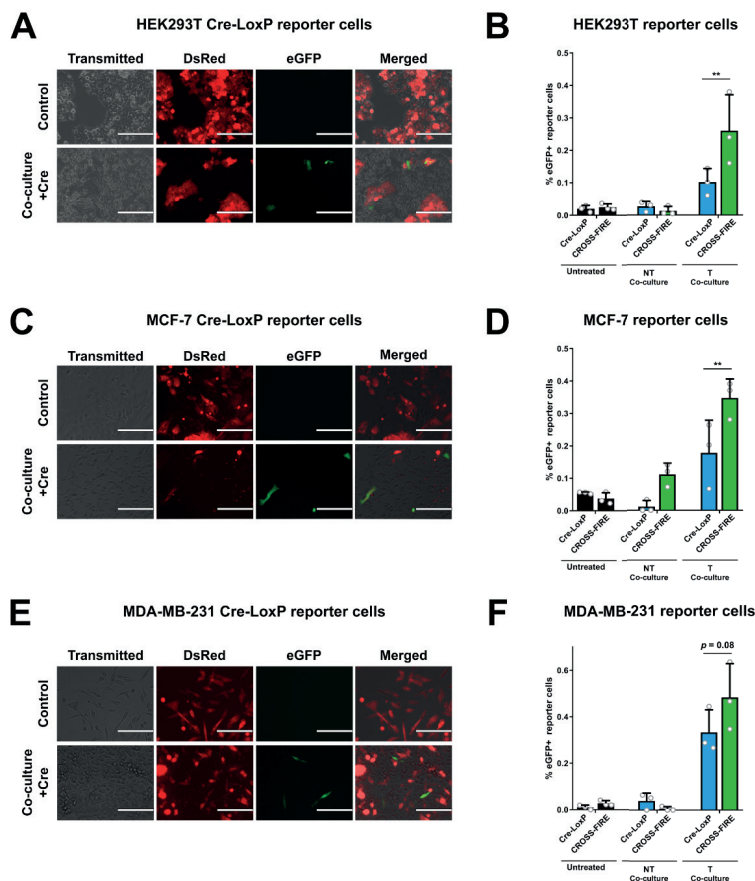 A
HEK293T Cre-LoxP reporter cells
Transmitted DsRed eGFP Merged
Control
Co-culture
+Cre
B
HEK293T reporter cells
% eGFP+ reporter cells
0.5
0.4
0.3
0.2
0.1
0.0
**
Cre-LoxP
CROSS-FIRE
Cre-LoxP
CROSS-FIRE
Cre-LoxP
CROSS-FIRE
Untreated
NT
Co-culture
T
Co-culture
C
MCF-7 Cre-LoxP reporter cells
Transmitted DsRed eGFP Merged
Control
Co-culture
+Cre
D
MCF-7 reporter cells
% eGFP+ reporter cells
0.5
0.4
0.3
0.2
0.1
0.0
**
Cre-LoxP
CROSS-FIRE
Cre-LoxP
CROSS-FIRE
Cre-LoxP
CROSS-FIRE
Untreated
NT
Co-culture
T
Co-culture
E
MDA-MB-231 Cre-LoxP reporter cells
Transmitted DsRed eGFP Merged
Control
Co-culture
+Cre
F
MDA-MB-231 reporter cells
% eGFP+ reporter cells
0.6
0.4
0.2
0.0
p = 0.08
Cre-LoxP
CROSS-FIRE
Cre-LoxP
CROSS-FIRE
Cre-LoxP
CROSS-FIRE
Untreated
NT
Co-culture
T
Co-culture